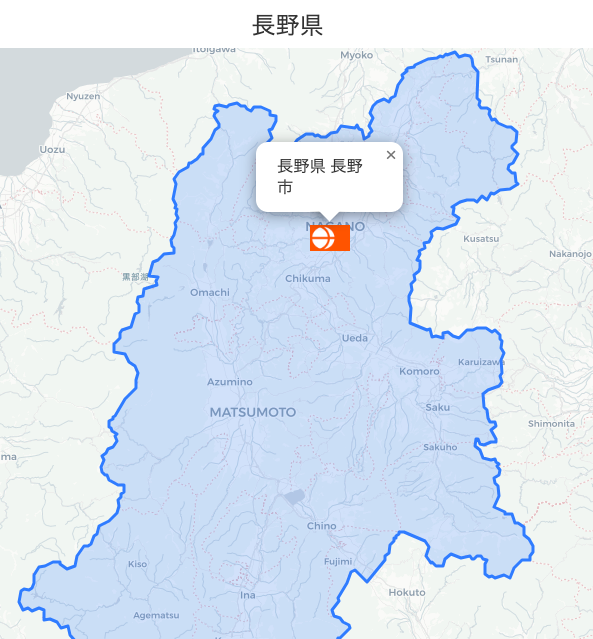 長野県
Itoigawa
Myoko
Tsunan
Nyuzen
Uozu
長野県 長野
市
×
NAGANO
Kusatsu
Nakanojo
黒部湖
Chikuma
Omachi
Ueda
Karuizawa
Komoro
Azumino
MATSUMOTO
Saku
Shimonita
Sakuho
ma
Chino
Fujimi
Kiso
Hokuto
Ina
Agematsu